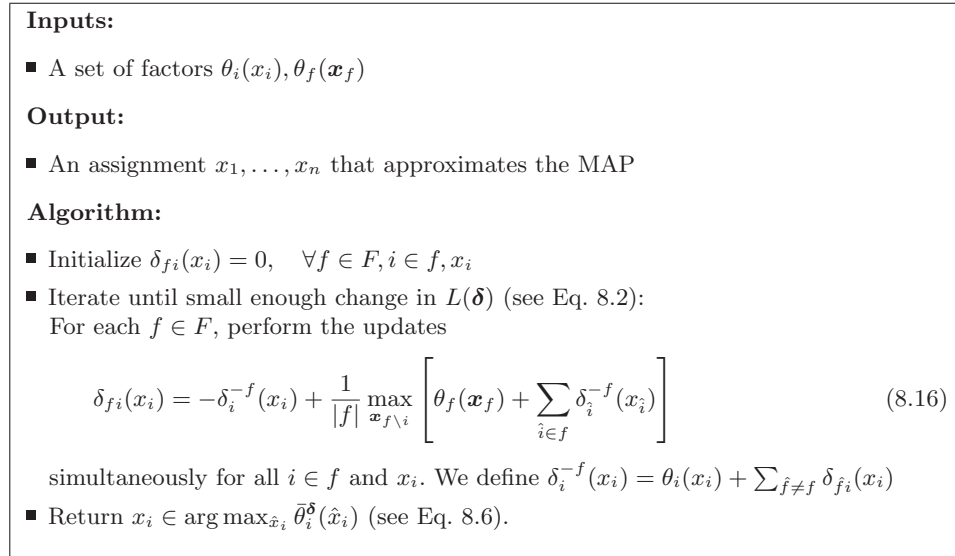 Inputs:
■ A set of factors θ_i(x_i), θ_f(𝒙_f)
Output:
■ An assignment x_1, . . . , x_n that approximates the MAP
Algorithm:
■ Initialize δ_{fi}(x_i) = 0, ∀f ∈ F, i ∈ f, x_i
■ Iterate until small enough change in L(𝜹) (see Eq. 8.2):
For each f ∈ F, perform the updates
δ_{fi}(x_i) = −δ_i^{−f}(x_i) + \frac{1}{|f|} \max_{𝒙_{f\setminus i}} [ θ_f(𝒙_f) + \sum_{\hat{i}∈f} δ_{\hat{i}}^{−f}(x_{\hat{i}}) ] (8.16)
simultaneously for all i ∈ f and x_i. We define δ_i^{−f}(x_i) = θ_i(x_i) + \sum_{\hat{f}≠f} δ_{\hat{f}i}(x_i)
■ Return x_i ∈ arg max_{\hat{x}_i} \bar{θ}_i^{𝜹}(\hat{x}_i) (see Eq. 8.6).